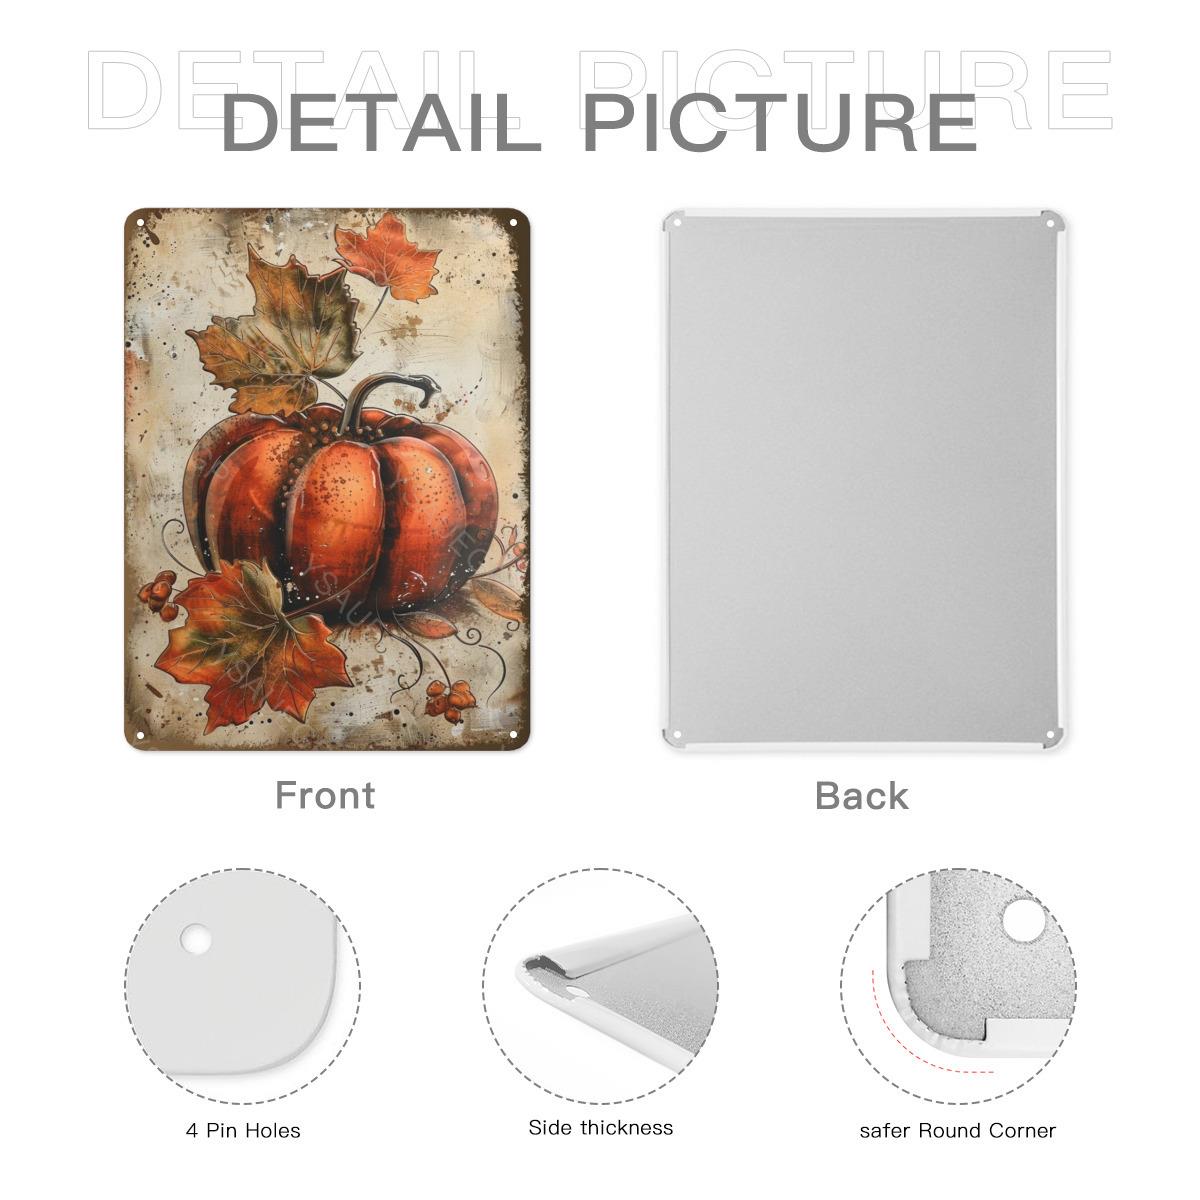 DETAIL PICTURE
DETAIL PICTURE
Front
Back
4 Pin Holes
Side thickness
safer Round Corner